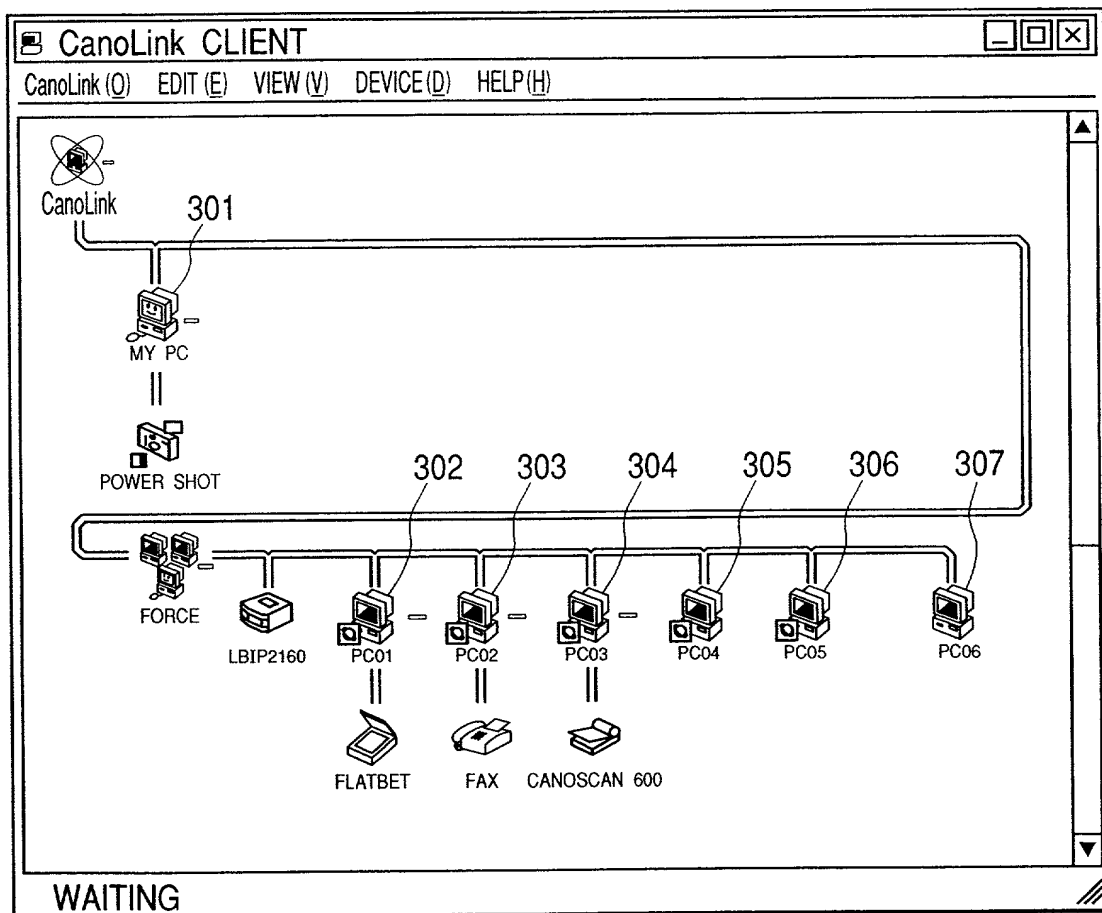 CanoLink CLIENT
CanoLink (O) EDIT (E) VIEW (V) DEVICE (D) HELP (H)
CanoLink
301
MY PC
POWER SHOT
302 303 304 305 306 307
FORCE
LBIP2160
PC01 PC02 PC03 PC04 PC05 PC06
FLATBET FAX CANOSCAN 600
WAITING